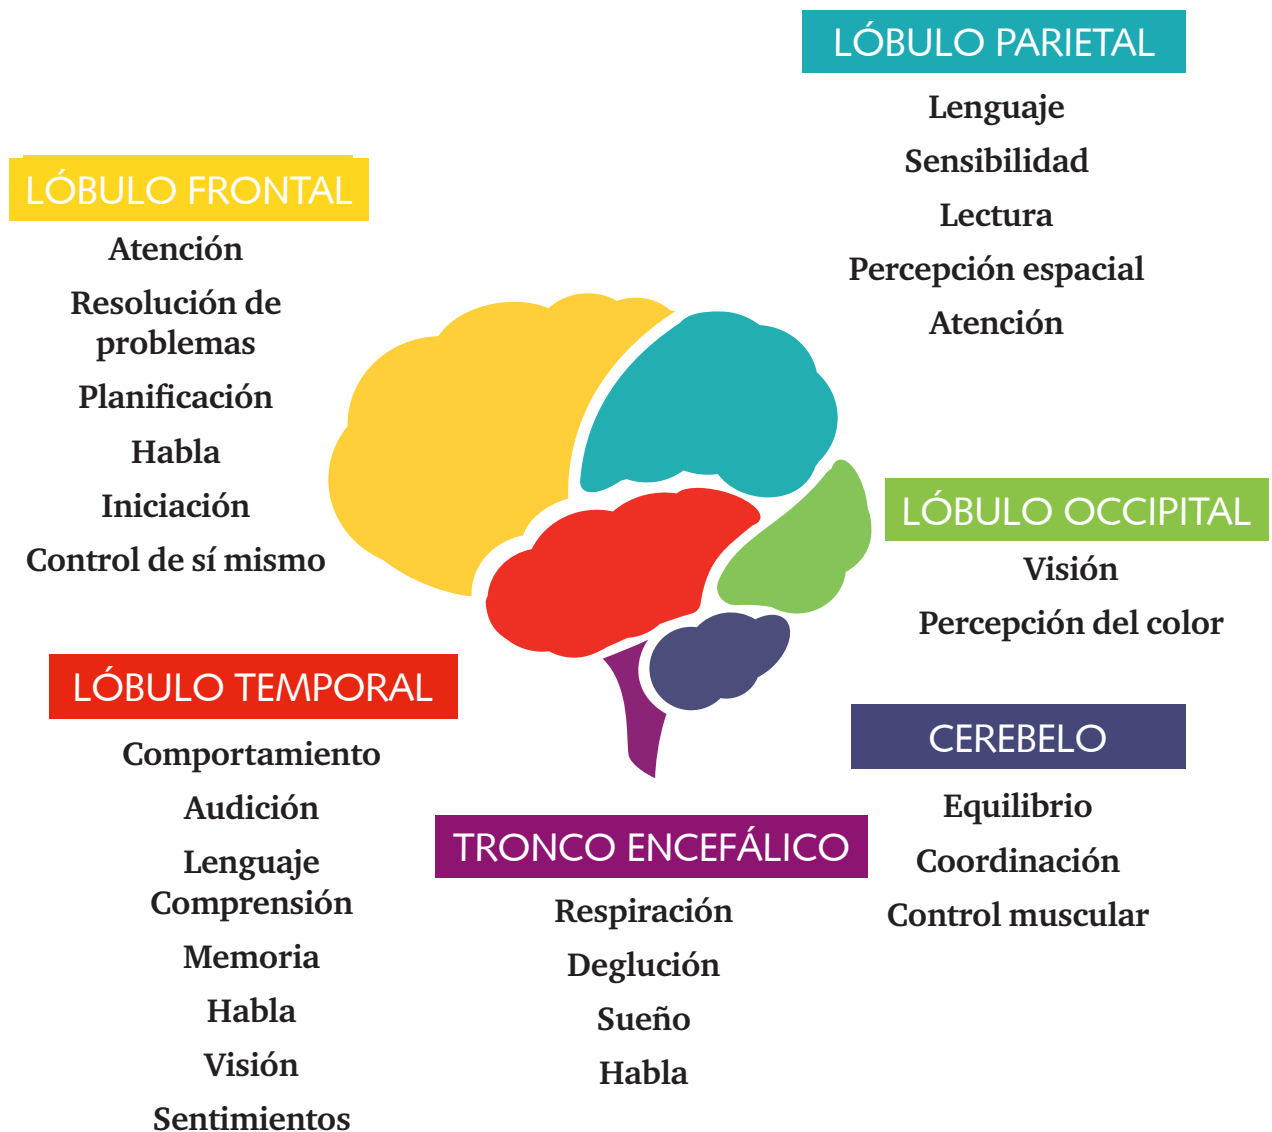 LÓBULO PARIETAL
Lenguaje
Sensibilidad
Lectura
Percepción espacial
Atención
LÓBULO FRONTAL
Atención
Resolución de
problemas
Planificación
Habla
Iniciación
Control de sí mismo
LÓBULO OCCIPITAL
Visión
Percepción del color
LÓBULO TEMPORAL
Comportamiento
Audición
Lenguaje
Comprensión
Memoria
Habla
Visión
Sentimientos
TRONCO ENCEFÁLICO
Respiración
Deglución
Sueño
Habla
CEREBELO
Equilibrio
Coordinación
Control muscular